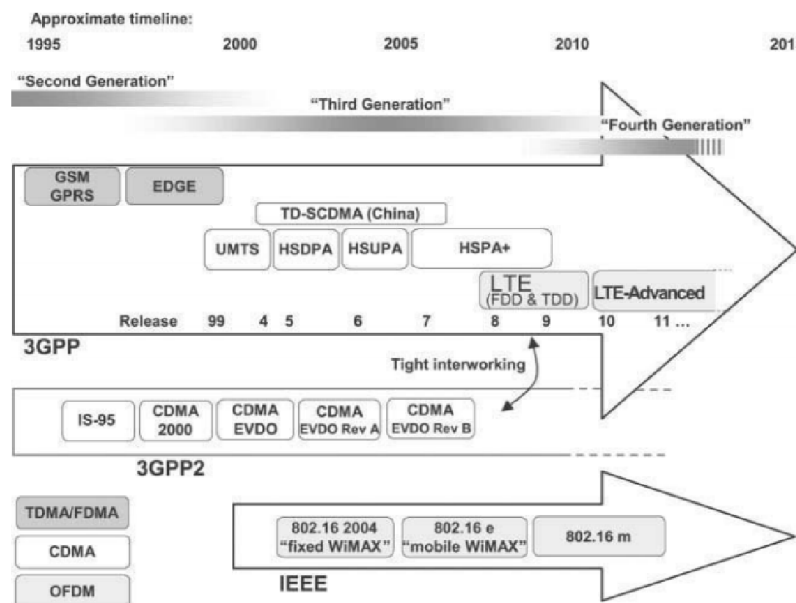 Approximate timeline:
1995 2000 2005 2010 201
“Second Generation”
“Third Generation”
“Fourth Generation”
GSM
GPRS
EDGE
TD-SCDMA (China)
UMTS
HSDPA
HSUPA
HSPA+
LTE
(FDD & TDD)
LTE-Advanced
Release 99 4 5 6 7 8 9 10 11 ...
3GPP
Tight interworking
IS-95
CDMA
2000
CDMA
EVDO
CDMA
EVDO Rev A
CDMA
EVDO Rev B
3GPP2
TDMA/FDMA
CDMA
OFDM
802.16 2004
“fixed WiMAX”
802.16 e
“mobile WiMAX”
802.16 m
IEEE